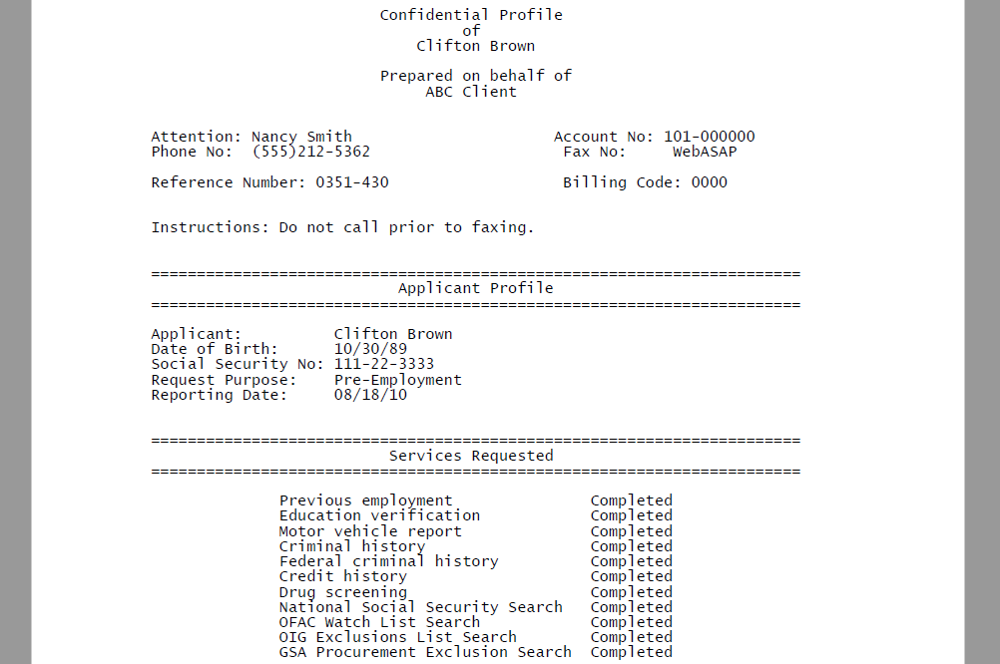 Confidential Profile
of
Clifton Brown
Prepared on behalf of
ABC Client
Attention: Nancy Smith Account No: 101-000000
Phone No: (555)212-5362 Fax No: WebASAP
Reference Number: 0351-430 Billing Code: 0000
Instructions: Do not call prior to faxing.
=======================================================================
Applicant Profile
=======================================================================
Applicant: Clifton Brown
Date of Birth: 10/30/89
Social Security No: 111-22-3333
Request Purpose: Pre-Employment
Reporting Date: 08/18/10
=======================================================================
Services Requested
=======================================================================
Previous employment Completed
Education verification Completed
Motor vehicle report Completed
Criminal history Completed
Federal criminal history Completed
Credit history Completed
Drug screening Completed
National Social Security Search Completed
OFAC Watch List Search Completed
OIG Exclusions List Search Completed
GSA Procurement Exclusion Search Completed